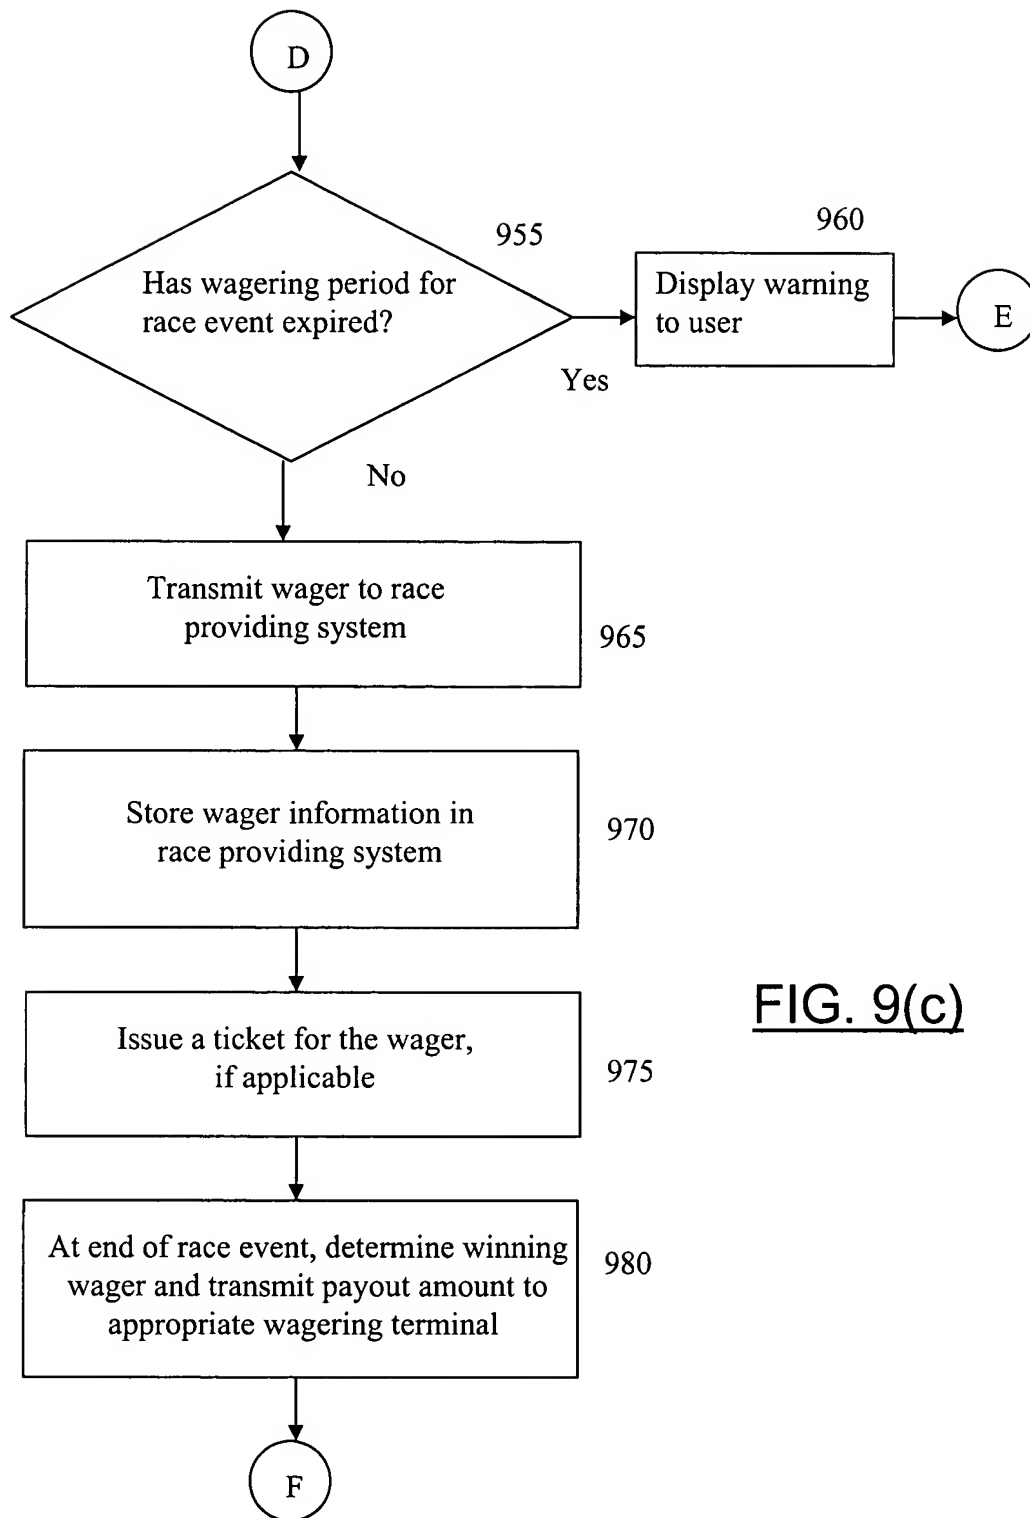 D
955
960
Has wagering period for
race event expired?
Display warning
to user
E
Yes
No
Transmit wager to race
providing system
965
Store wager information in
race providing system
970
FIG. 9(c)
Issue a ticket for the wager,
if applicable
975
At end of race event, determine winning
wager and transmit payout amount to
appropriate wagering terminal
980
F